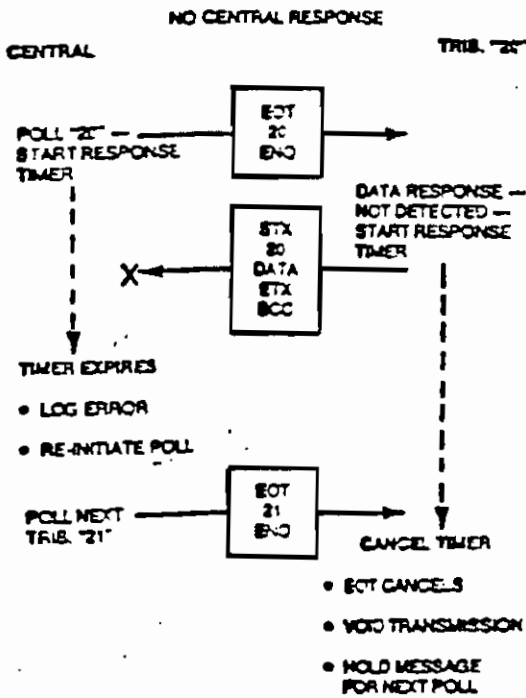 NO CENTRAL RESPONSE
CENTRAL
TRIB. "20"
POLL "20" —
START RESPONSE
TIMER
EOT
20
ENQ
DATA RESPONSE —
NOT DETECTED —
START RESPONSE
TIMER
STX
20
DATA
ETX
BCC
X
TIMER EXPIRES
• LOG ERROR
• RE-INITIATE POLL
POLL NEXT
TRIB. "21"
EOT
21
ENQ
CANCEL TIMER
• EOT CANCELS
• VOID TRANSMISSION
• HOLD MESSAGE
FOR NEXT POLL